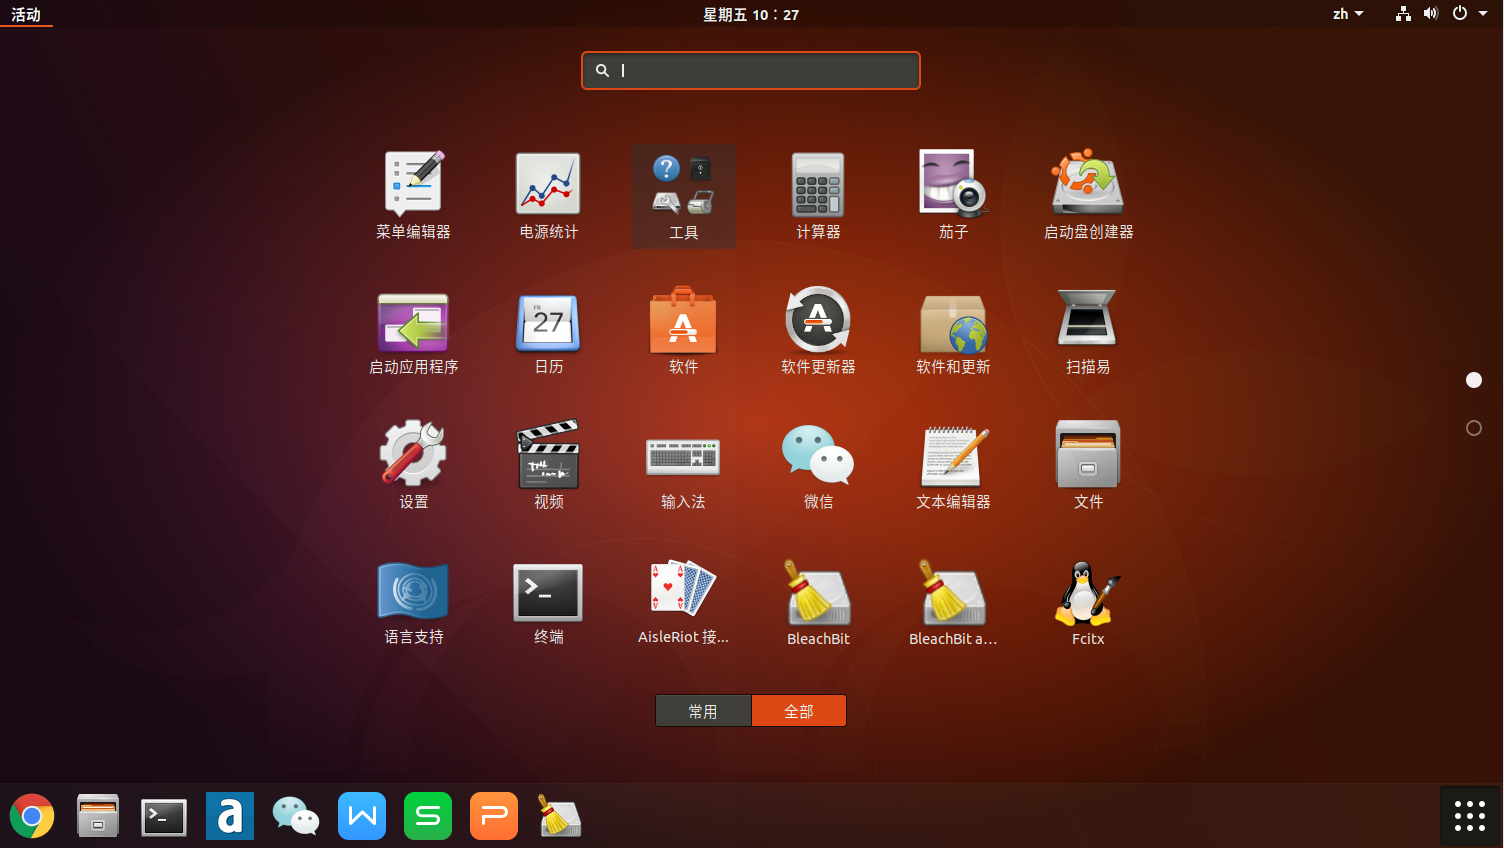 活动
星期五 10：27
zh
菜单编辑器
电源统计
工具
计算器
茄子
启动盘创建器
启动应用程序
FR
27
日历
软件
软件更新器
软件和更新
扫描易
设置
视频
输入法
微信
文本编辑器
文件
语言支持
终端
AisleRiot 接...
BleachBit
BleachBit a...
Fcitx
常用
全部